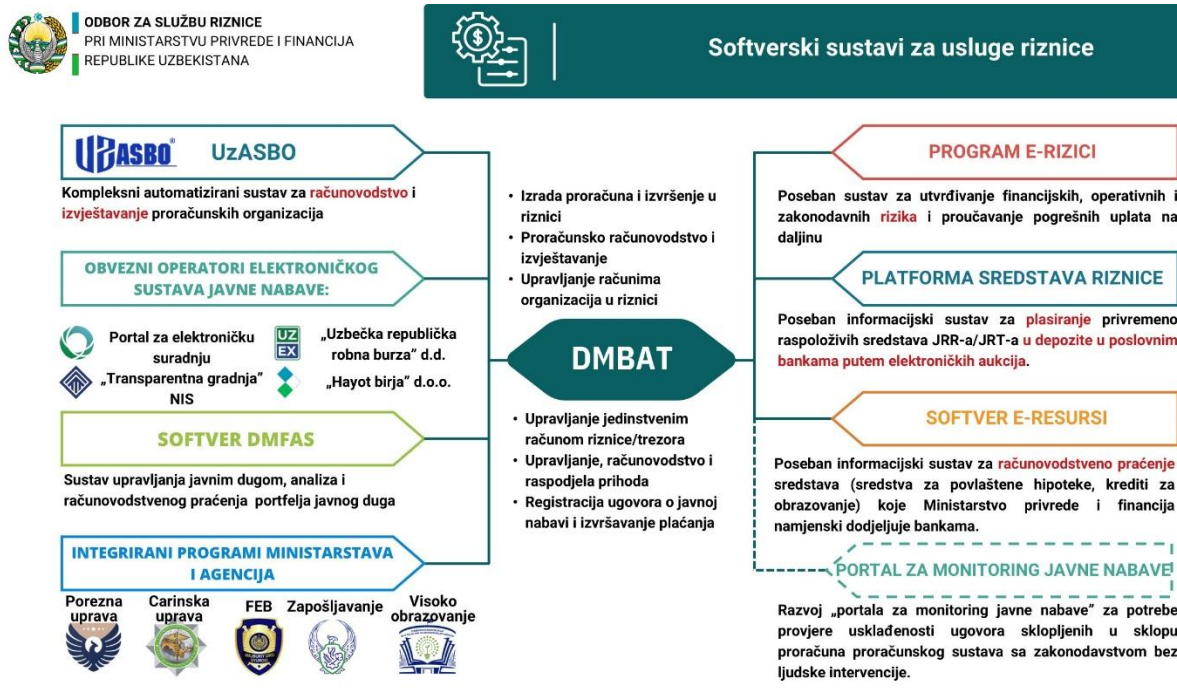 ODBOR ZA SLUŽBU RIZNICE
PRI MINISTARSTVU PRIVREDE I FINANCIJA
REPUBLIKE UZBEKISTANA
Softverski sustavi za usluge riznice
UZASBO®
UzASBO
Kompleksni automatizirani sustav za računovodstvo i
izvještavanje proračunskih organizacija
OBVEZNI OPERATORI ELEKTRONIČKOG
SUSTAVA JAVNE NABAVE:
Portal za elektroničku
suradnju
UZ
EX
„Uzbečka republička
robna burza” d.d.
„Transparentna gradnja”
NIS
„Hayot birja” d.o.o.
SOFTVER DMFAS
Sustav upravljanja javnim dugom, analiza i
računovodstvenog praćenja portfelja javnog duga
INTEGRIRANI PROGRAMI MINISTARSTAVA
I AGENCIJA
Porezna
uprava
Carinska
uprava
FEB
Zapošljavanje
Visoko
obrazovanje
• Izrada proračuna i izvršenje u
riznici
• Proračunsko računovodstvo i
izvještavanje
• Upravljanje računima
organizacija u riznici
DMBAT
• Upravljanje jedinstvenim
računom riznice/trezora
• Upravljanje, računovodstvo i
raspodjela prihoda
• Registracija ugovora o javnoj
nabavi i izvršavanje plaćanja
PROGRAM E-RIZICI
Poseban sustav za utvrđivanje financijskih, operativnih i
zakonodavnih rizika i proučavanje pogrešnih uplata na
daljinu
PLATFORMA SREDSTAVA RIZNICE
Poseban informacijski sustav za plasiranje privremeno
raspoloživih sredstava JRR-a/JRT-a u depozite u poslovnim
bankama putem elektroničkih aukcija.
SOFTVER E-RESURSI
Poseban informacijski sustav za računovodstveno praćenje
sredstava (sredstva za povlaštene hipoteke, krediti za
obrazovanje) koje Ministarstvo privrede i financija
namjenski dodjeljuje bankama.
PORTAL ZA MONITORING JAVNE NABAVE
Razvoj „portala za monitoring javne nabave” za potrebe
provjere usklađenosti ugovora sklopljenih u sklopu
proračuna proračunskog sustava sa zakonodavstvom bez
ljudske intervencije.